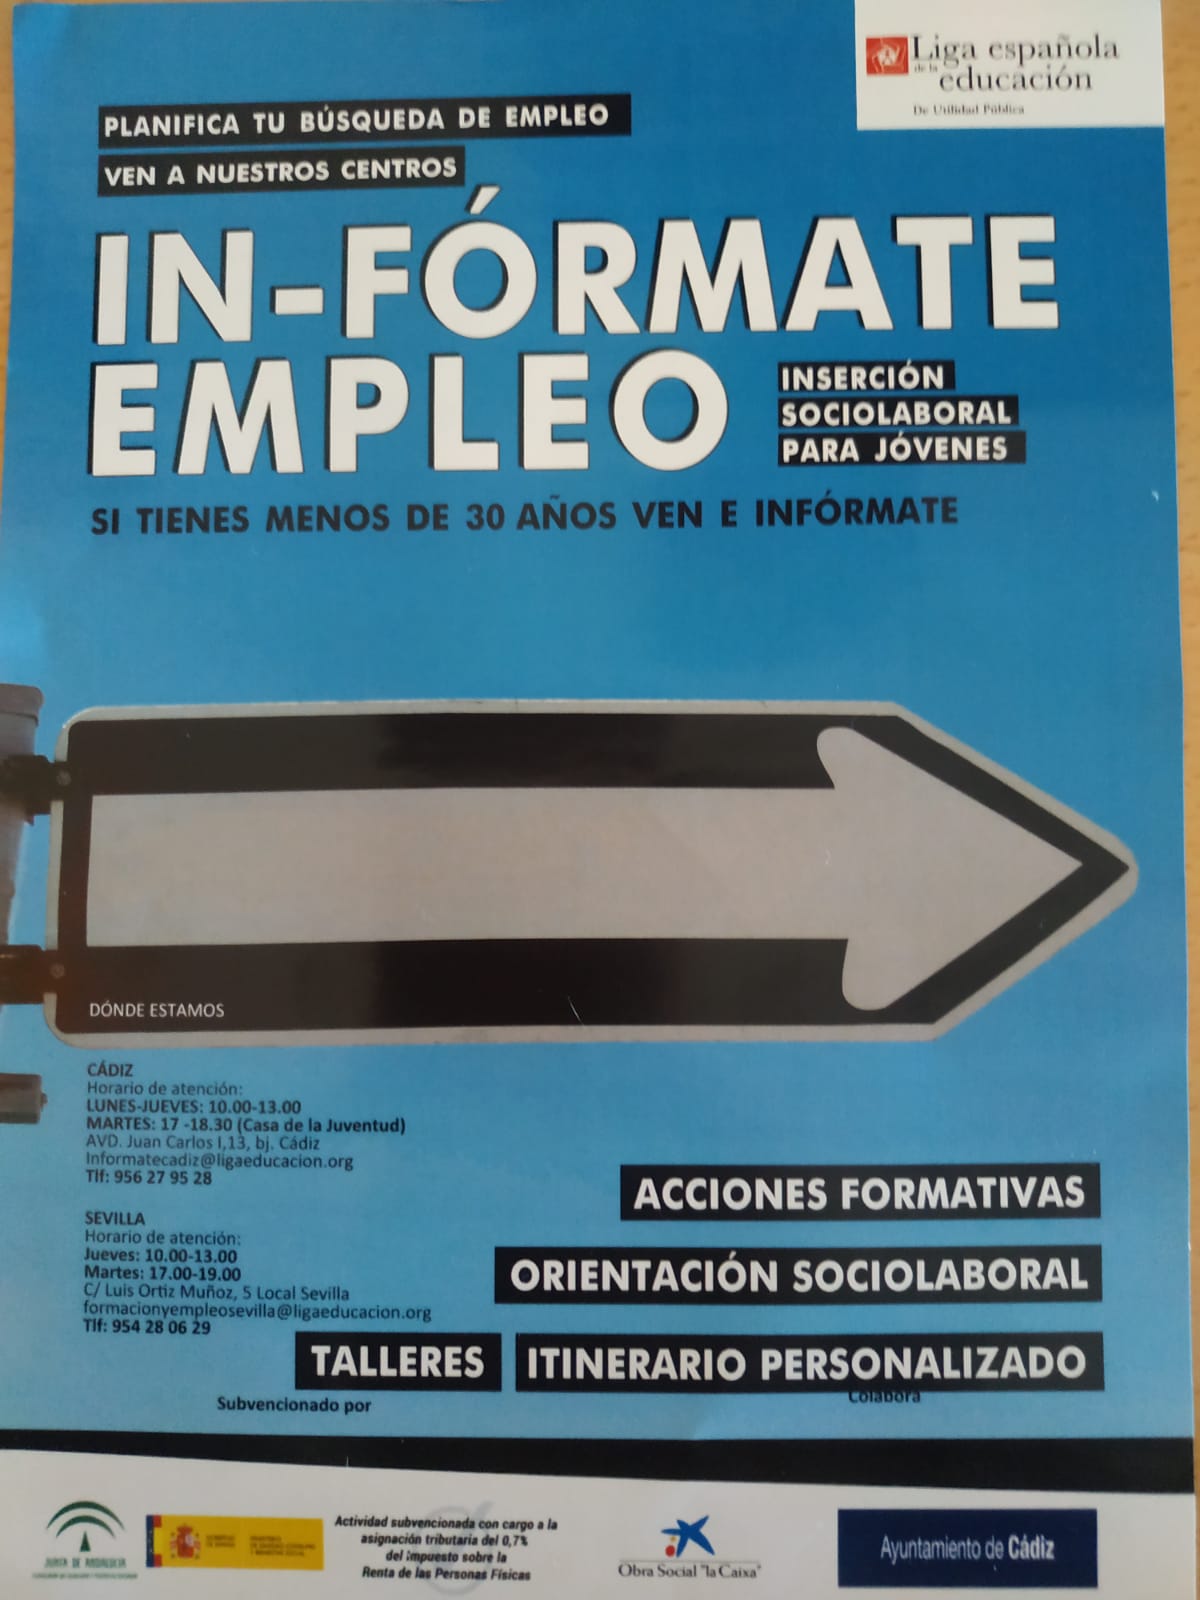 Liga española
de la
educación
De Utilidad Pública
PLANIFICA TU BÚSQUEDA DE EMPLEO
VEN A NUESTROS CENTROS
IN-FÓRMATE
EMPLEO
INSERCIÓN
SOCIOLABORAL
PARA JÓVENES
SI TIENES MENOS DE 30 AÑOS VEN E INFÓRMATE
DÓNDE ESTAMOS
CÁDIZ
Horario de atención:
LUNES-JUEVES: 10.00-13.00
MARTES: 17 -18.30 (Casa de la Juventud)
AVD. Juan Carlos I,13, bj. Cádiz
Informatecadiz@ligaeducacion.org
Tlf: 956 27 95 28
SEVILLA
Horario de atención:
Jueves: 10.00-13.00
Martes: 17.00-19.00
C/ Luis Ortiz Muñoz, 5 Local Sevilla
formacionyempleosevilla@ligaeducacion.org
Tlf: 954 28 06 29
ACCIONES FORMATIVAS
ORIENTACIÓN SOCIOLABORAL
TALLERES ITINERARIO PERSONALIZADO
Subvencionado por
Colabora
JUNTA DE ANDALUCIA
Actividad subvencionada con cargo a la
asignación tributaria del 0,7%
del Impuesto sobre la
Renta de las Personas Físicas
Obra Social "la Caixa"
Ayuntamiento de Cádiz